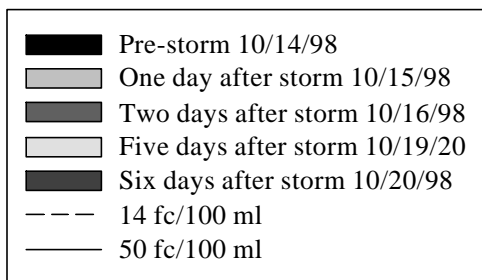 Pre-storm 10/14/98
One day after storm 10/15/98
Two days after storm 10/16/98
Five days after storm 10/19/20
Six days after storm 10/20/98
14 fc/100 ml
50 fc/100 ml